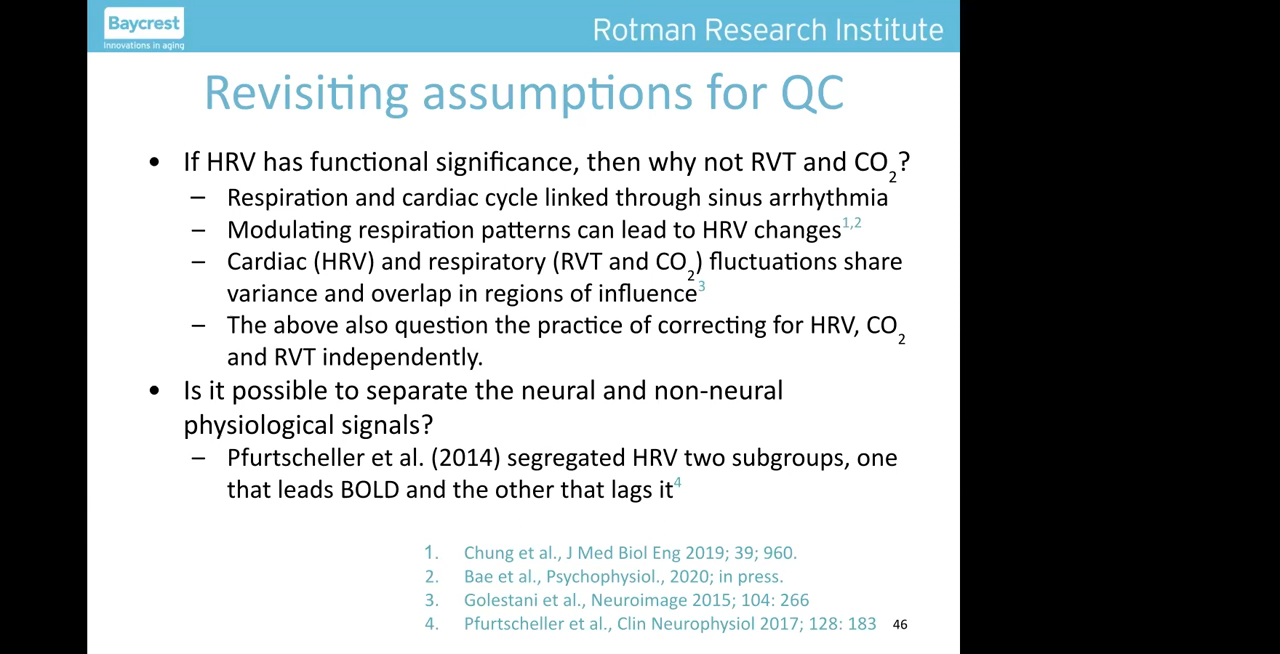 Baycrest
Innovations in aging
Rotman Research Institute
Revisiting assumptions for QC
• If HRV has functional significance, then why not RVT and CO2?
– Respiration and cardiac cycle linked through sinus arrhythmia
– Modulating respiration patterns can lead to HRV changes1,2
– Cardiac (HRV) and respiratory (RVT and CO2) fluctuations share
variance and overlap in regions of influence3
– The above also question the practice of correcting for HRV, CO2
and RVT independently.
• Is it possible to separate the neural and non-neural
physiological signals?
– Pfurtscheller et al. (2014) segregated HRV two subgroups, one
that leads BOLD and the other that lags it4
1. Chung et al., J Med Biol Eng 2019; 39; 960.
2. Bae et al., Psychophysiol., 2020; in press.
3. Golestani et al., Neuroimage 2015; 104: 266
4. Pfurtscheller et al., Clin Neurophysiol 2017; 128: 183
46